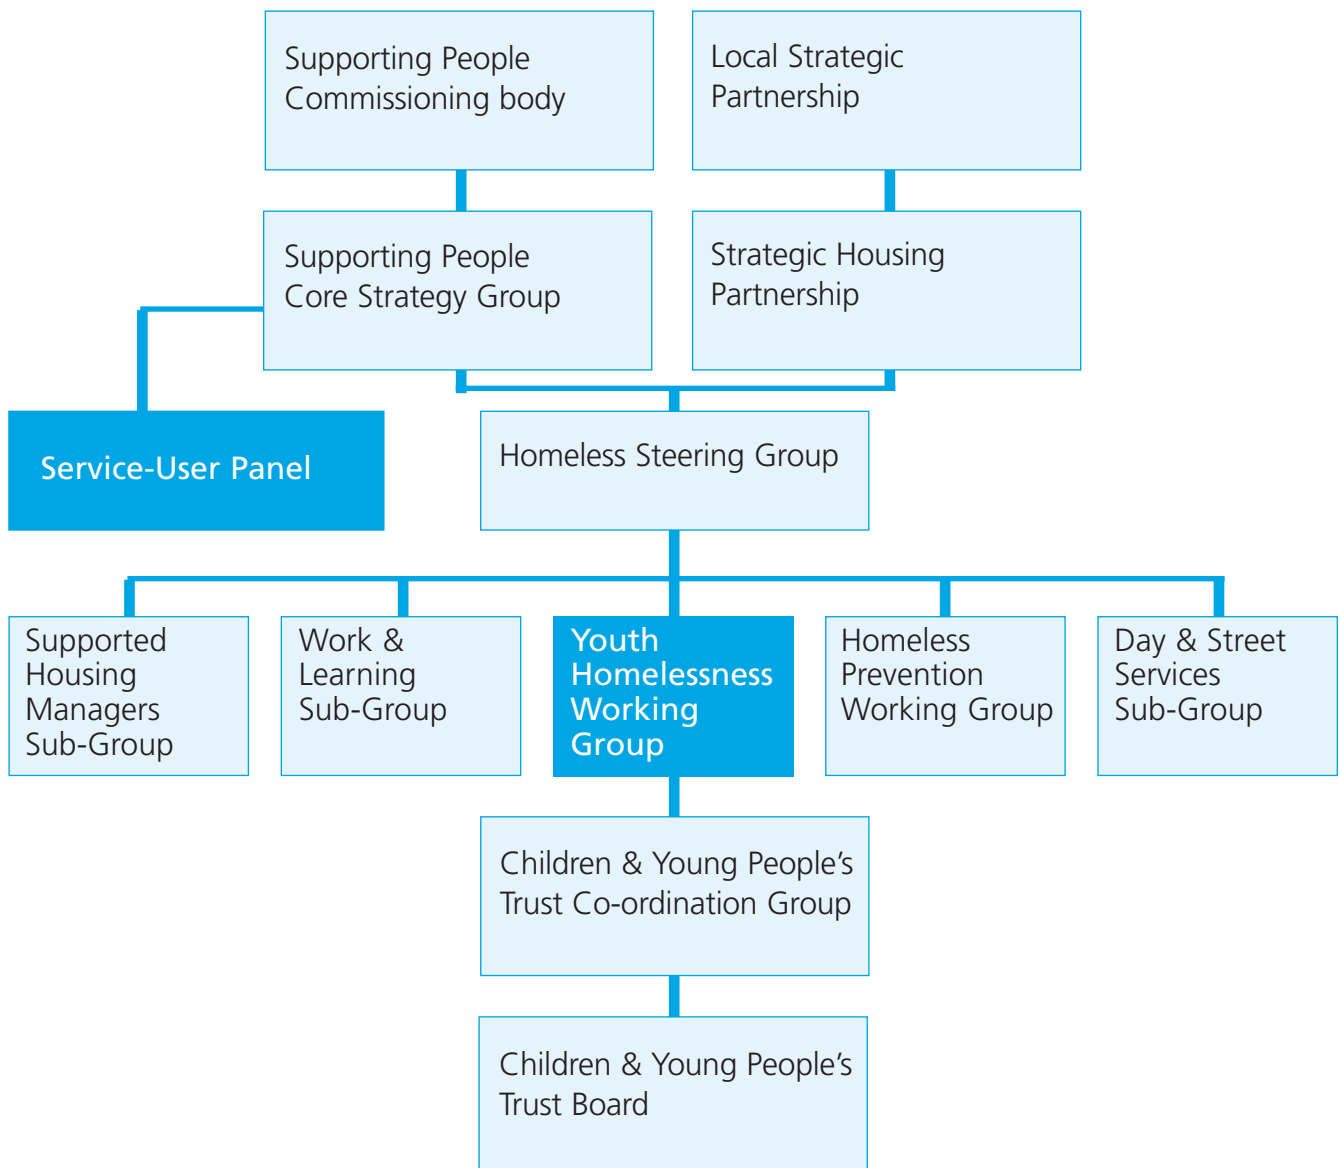 Supporting People
Commissioning body
Local Strategic
Partnership
Supporting People
Core Strategy Group
Strategic Housing
Partnership
Service-User Panel
Homeless Steering Group
Supported
Housing
Managers
Sub-Group
Work &
Learning
Sub-Group
Youth
Homelessness
Working
Group
Homeless
Prevention
Working Group
Day & Street
Services
Sub-Group
Children & Young People’s
Trust Co-ordination Group
Children & Young People’s
Trust Board